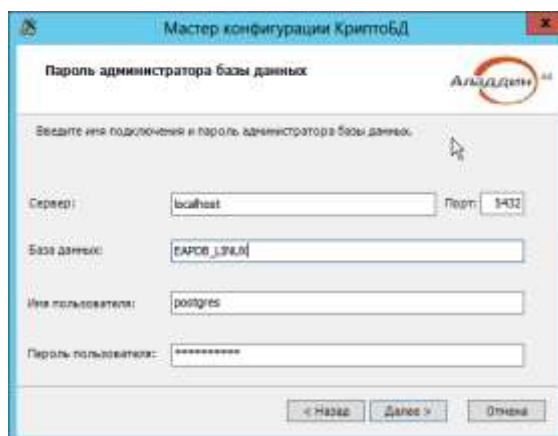 Мастер конфигурации КриптоБД
Пароль администратора базы данных
Аладдин
Введите имя подключения и пароль администратора базы данных.
Сервер: localhost Порт: 5432
База данных: EAPDB_LINUX
Имя пользователя: postgres
Пароль пользователя: **********
< Назад Далее > Отмена